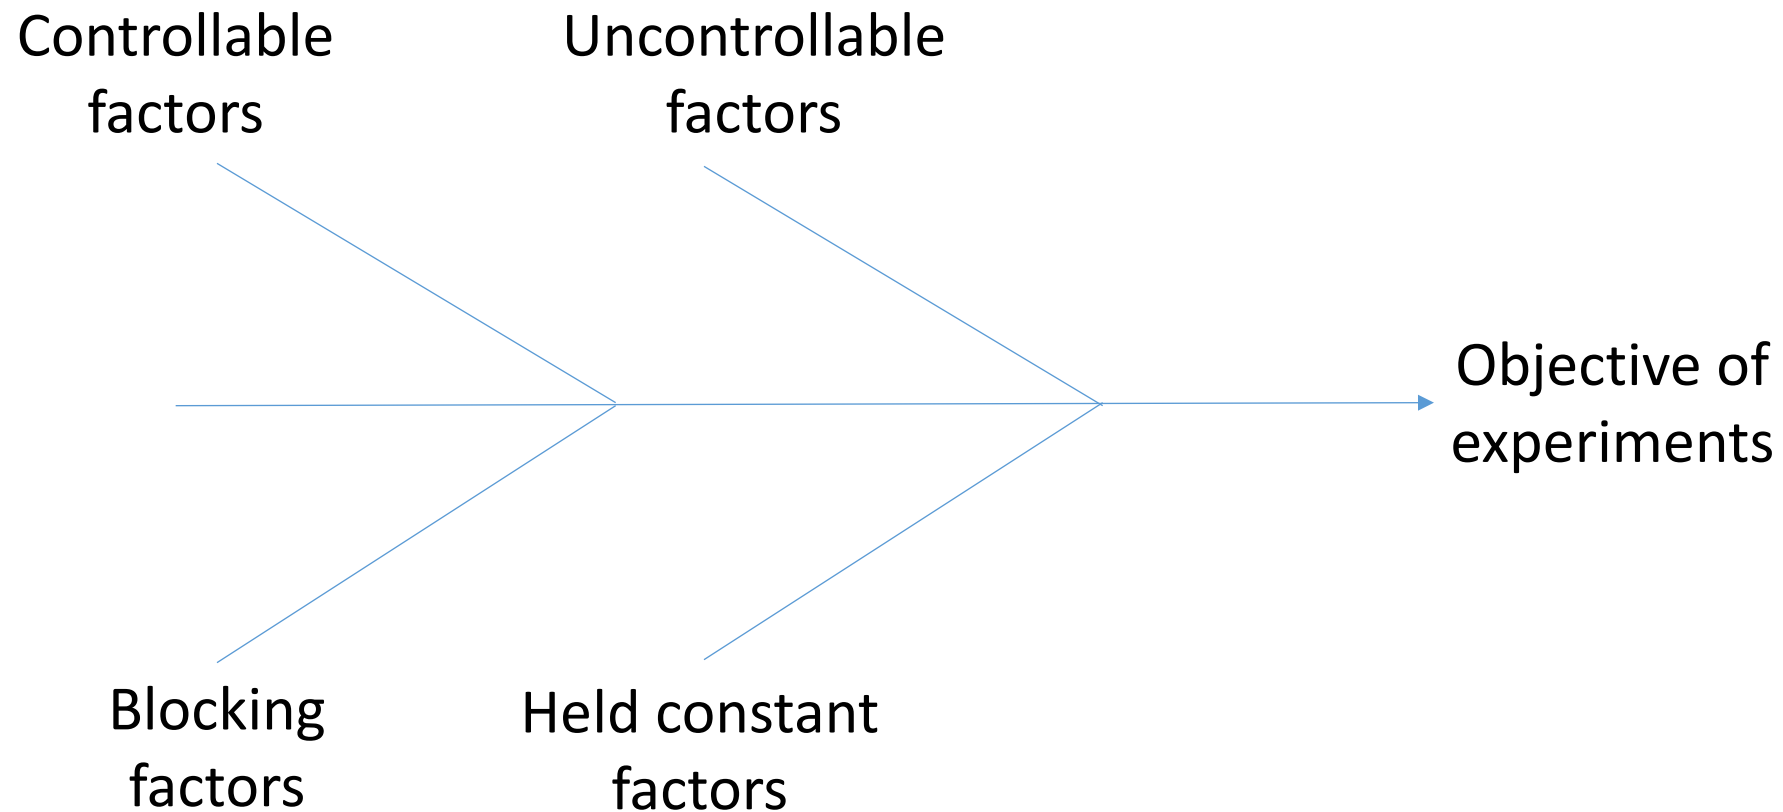 Controllable
factors
Uncontrollable
factors
Objective of
experiments
Blocking
factors
Held constant
factors